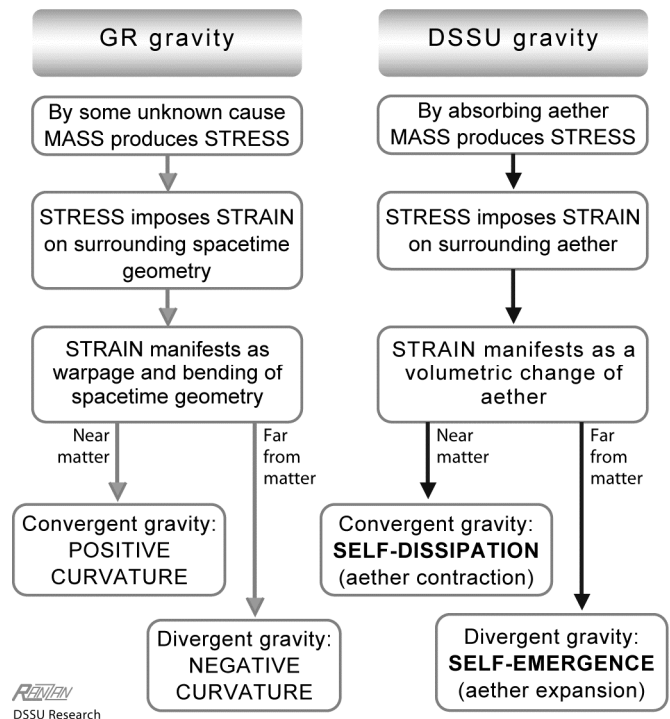 GR gravity
By some unknown cause
MASS produces STRESS
STRESS imposes STRAIN
on surrounding spacetime
geometry
STRAIN manifests as
warpage and bending of
spacetime geometry
Near
matter
Far
from
matter
Convergent gravity:
POSITIVE
CURVATURE
Divergent gravity:
NEGATIVE
CURVATURE
DSSU gravity
By absorbing aether
MASS produces STRESS
STRESS imposes STRAIN
on surrounding aether
STRAIN manifests as a
volumetric change of
aether
Near
matter
Far
from
matter
Convergent gravity:
SELF-DISSIPATION
(aether contraction)
Divergent gravity:
SELF-EMERGENCE
(aether expansion)
RANTAN
DSSU Research